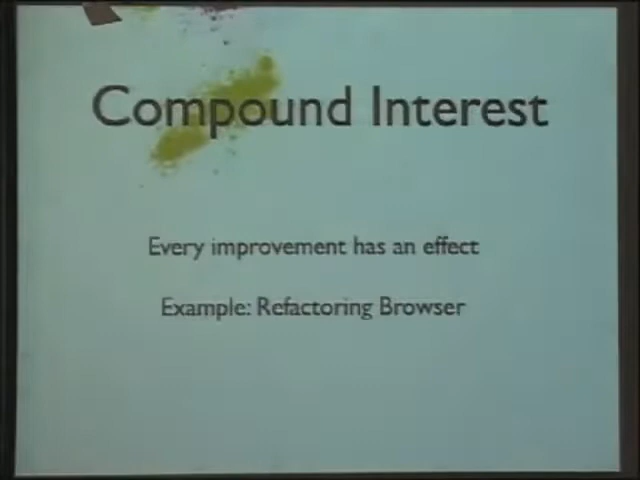 Compound Interest
Every improvement has an effect
Example: Refactoring Browser